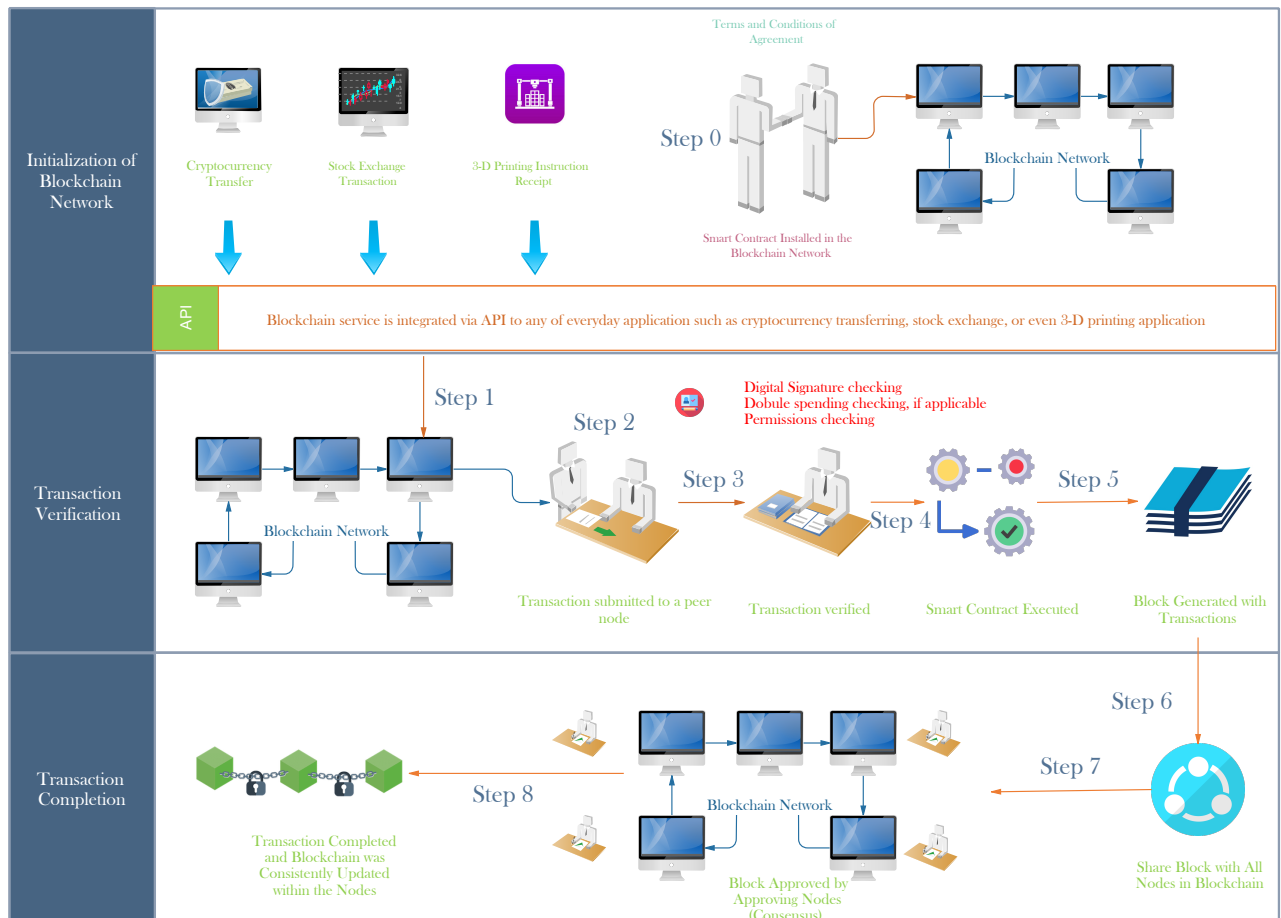 Initialization of
Blockchain
Network
Cryptocurrency
Transfer
Stock Exchange
Transaction
3-D Printing Instruction
Receipt
Terms and Conditions of
Agreement
Step 0
Smart Contract Installed in the
Blockchain Network
Blockchain Network
API
Blockchain service is integrated via API to any of everyday application such as cryptocurrency transferring, stock exchange, or even 3-D printing application
Transaction
Verification
Step 1
Blockchain Network
Step 2
Transaction submitted to a peer
node
Digital Signature checking
Dobule spending checking, if applicable
Permissions checking
Step 3
Transaction verified
Step 4
Smart Contract Executed
Step 5
Block Generated with
Transactions
Transaction
Completion
Step 6
Share Block with All
Nodes in Blockchain
Step 7
Blockchain Network
Block Approved by
Approving Nodes
(Consensus)
Step 8
Transaction Completed
and Blockchain was
Consistently Updated
within the Nodes